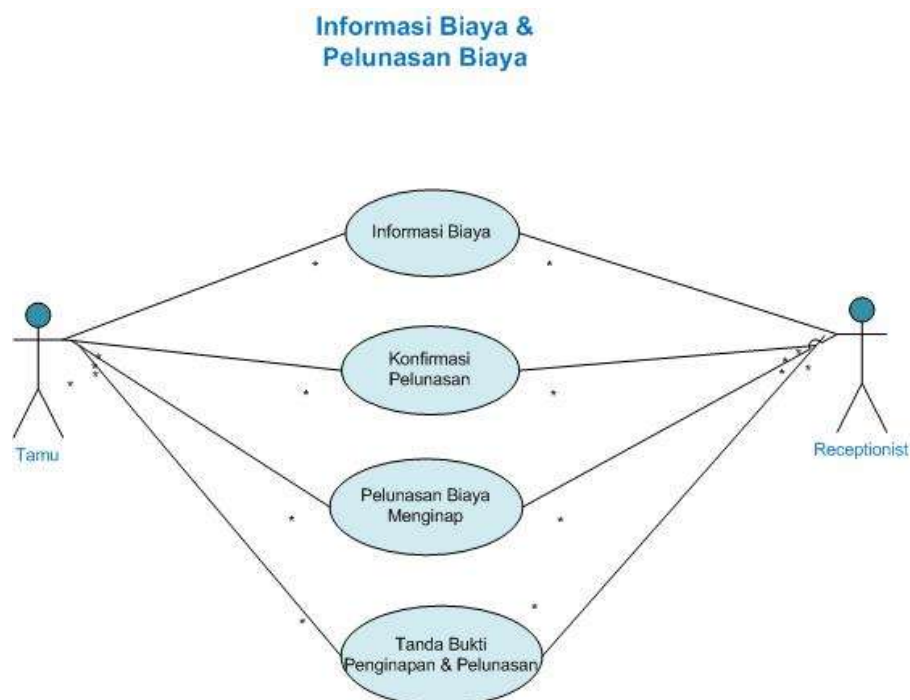 Informasi Biaya &
Pelunasan Biaya
Informasi Biaya
*
*
Konfirmasi
Pelunasan
*
*
*
*
*
*
*
*
*
*
Tamu
Receptionist
Pelunasan Biaya
Menginap
*
*
*
*
Tanda Bukti
Penginapan & Pelunasan